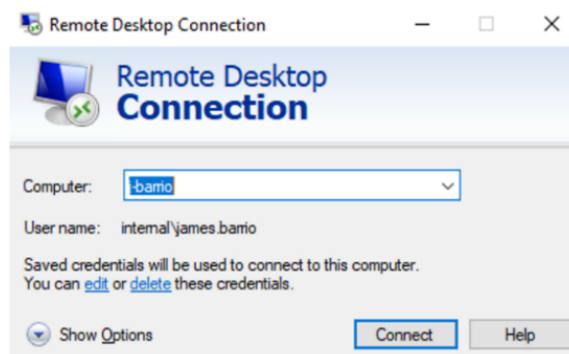 Remote Desktop Connection
Remote Desktop
Connection
Computer: -barrio
User name: internal\james.barrio
Saved credentials will be used to connect to this computer.
You can edit or delete these credentials.
Show Options Connect Help